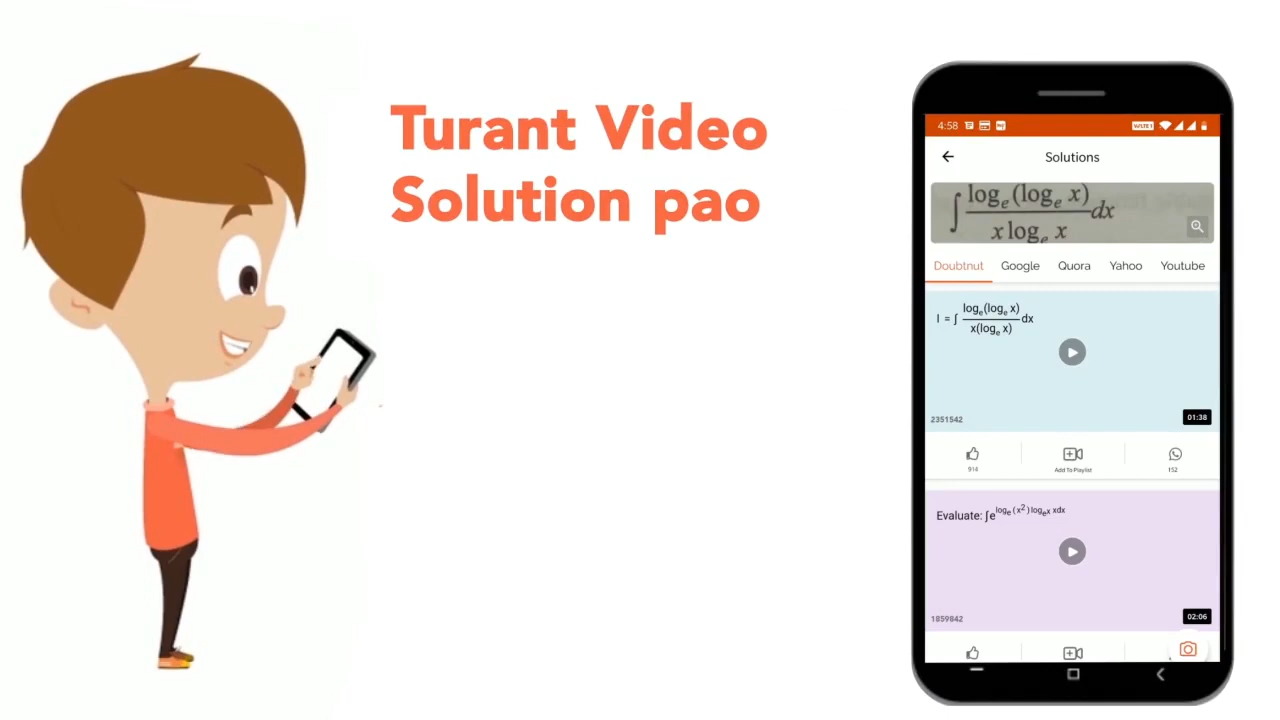 Turant Video
Solution pao
4:58
Solutions
∫ logₑ(logₑ x) / x logₑ x dx
Doubtnut Google Quora Yahoo Youtube
I = ∫ logₑ(logₑ x) / x(logₑ x) dx
2351542 01:38
914 Add To Playlist 152
Evaluate: ∫e^logₑ(x²)logₑx xdx
1859842 02:06